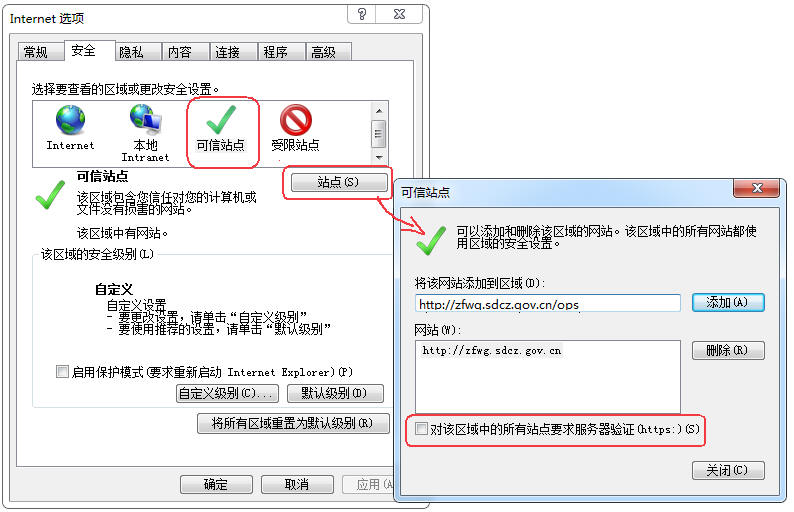 Internet 选项
常规 安全 隐私 内容 连接 程序 高级
选择要查看的区域或更改安全设置。
Internet
本地
Intranet
可信站点
受限站点
可信站点
站点(S)
该区域包含您信任对您的计算机或
文件没有损害的网站。
该区域中有网站。
该区域的安全级别(L)
自定义
自定义设置
- 要更改设置，请单击“自定义级别”
- 要使用推荐的设置，请单击“默认级别”
启用保护模式(要求重新启动 Internet Explorer)(P)
自定义级别(C)... 默认级别(D)
将所有区域重置为默认级别(R)
确定 取消 应用(A
可信站点
可以添加和删除该区域的网站。该区域中的所有网站都使
用区域的安全设置。
将该网站添加到区域(D):
http://zfwg.sdcz.gov.cn/ops 添加(A)
网站(W):
http://zfwg.sdcz.gov.cn 删除(R)
对该区域中的所有站点要求服务器验证(https:)(S)
关闭(C)